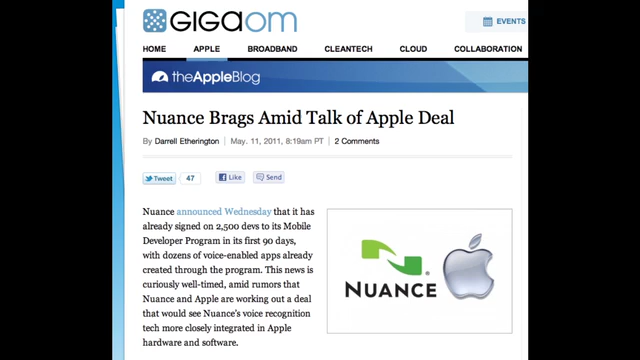 GIGAOM
EVENTS
HOME APPLE BROADBAND CLEANTECH CLOUD COLLABORATION
theAppleBlog
Nuance Brags Amid Talk of Apple Deal
By Darrell Etherington | May. 11, 2011, 8:19am PT | 2 Comments
Tweet 47 Like Send
Nuance announced Wednesday that it has
already signed on 2,500 devs to its Mobile
Developer Program in its first 90 days,
with dozens of voice-enabled apps already
created through the program. This news is
curiously well-timed, amid rumors that
Nuance and Apple are working out a deal
that would see Nuance's voice recognition
tech more closely integrated in Apple
hardware and software.
NUANCE